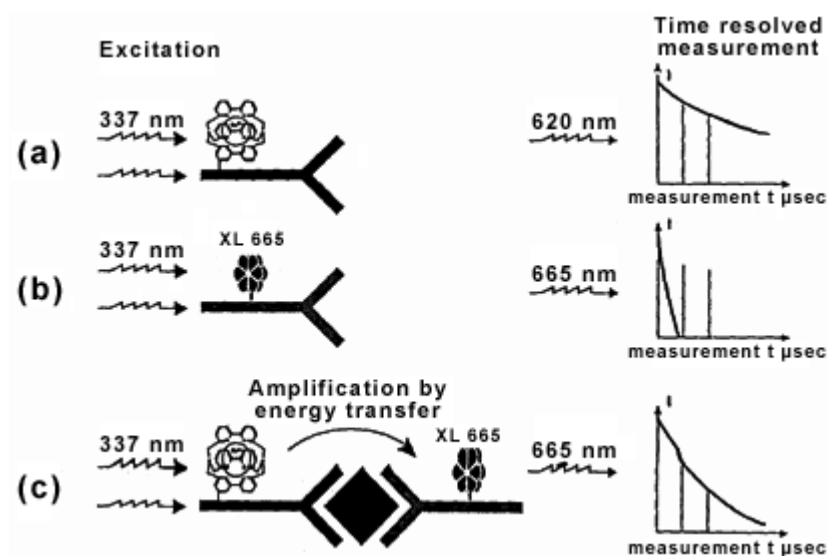 Excitation
Time resolved
measurement
(a)
337 nm
620 nm
measurement t µsec
(b)
337 nm
XL 665
665 nm
measurement t µsec
(c)
337 nm
Amplification by
energy transfer
XL 665
665 nm
measurement t µsec